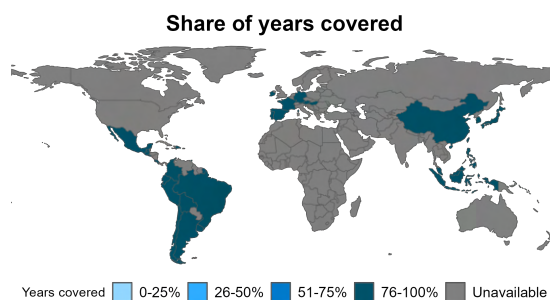 Share of years covered
Years covered 0-25% 26-50% 51-75% 76-100% Unavailable